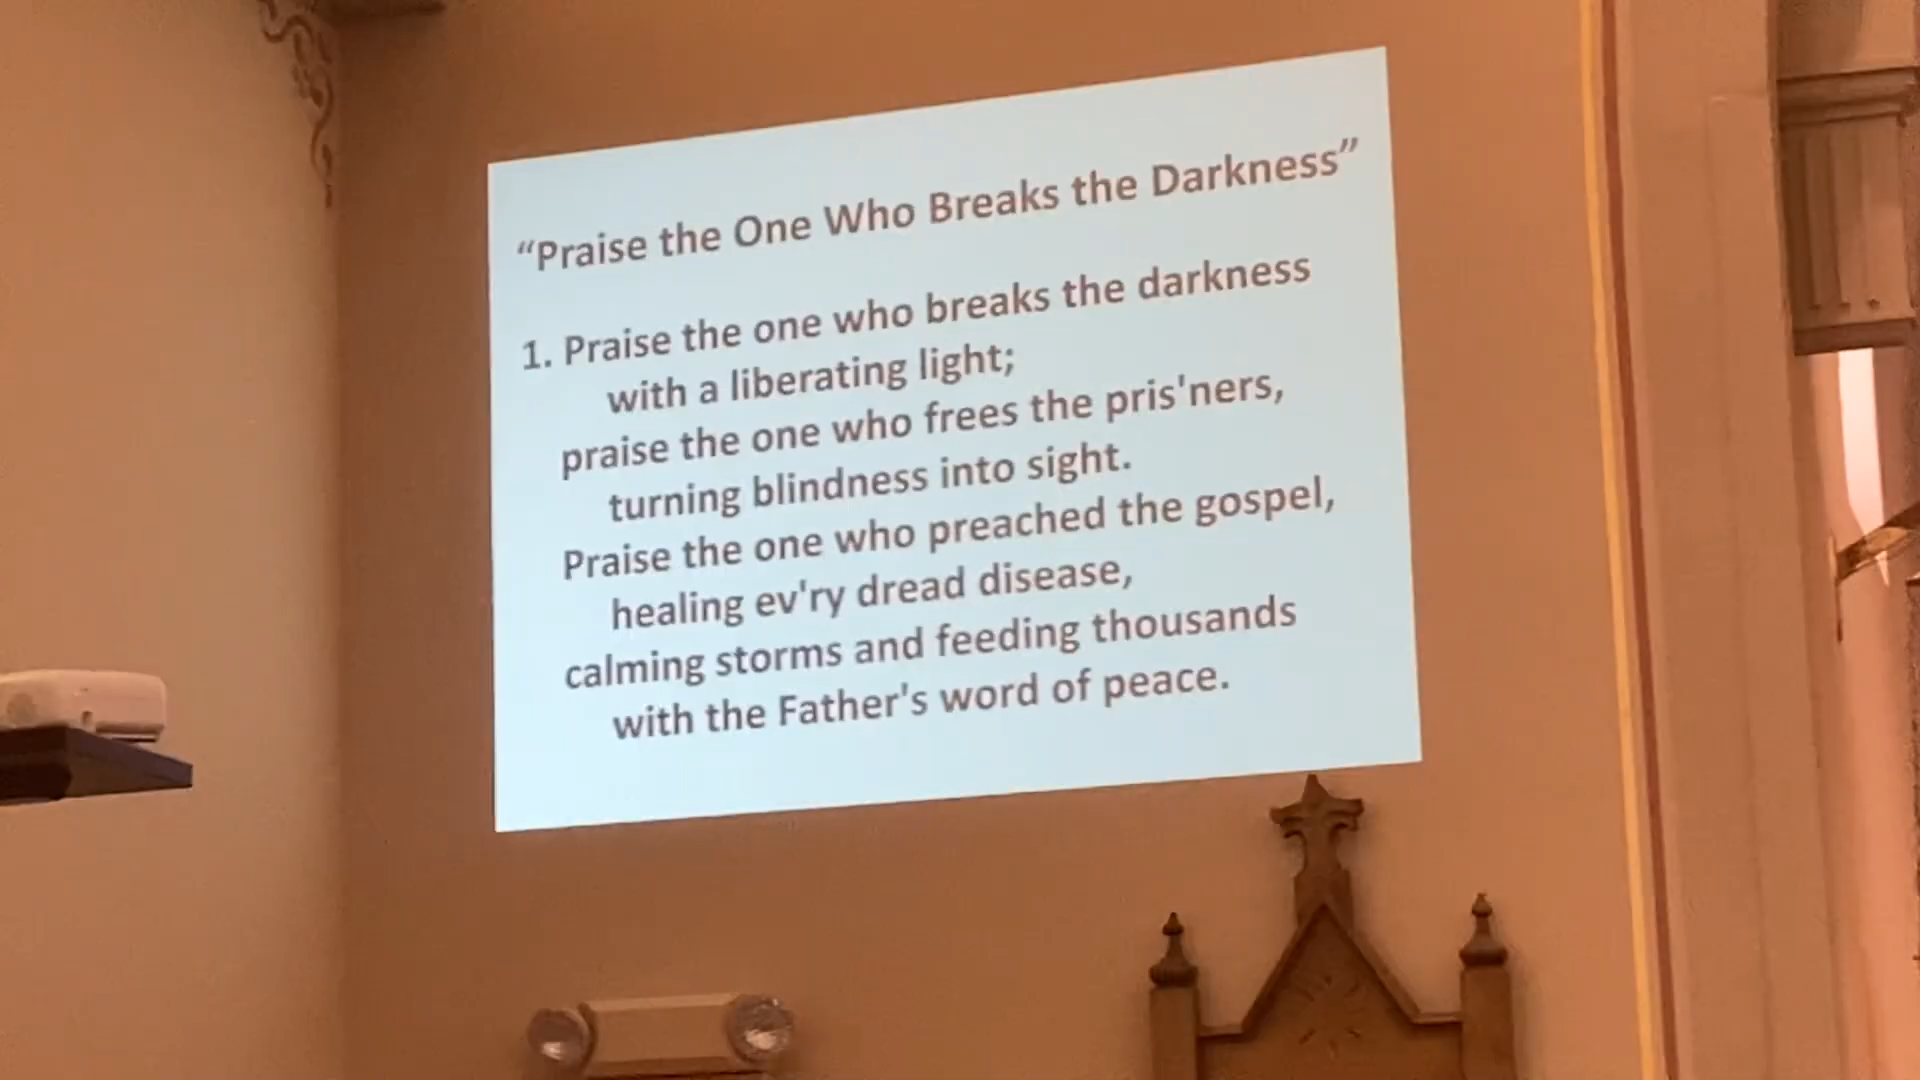 “Praise the One Who Breaks the Darkness”
1. Praise the one who breaks the darkness
with a liberating light;
praise the one who frees the pris'ners,
turning blindness into sight.
Praise the one who preached the gospel,
healing ev'ry dread disease,
calming storms and feeding thousands
with the Father's word of peace.